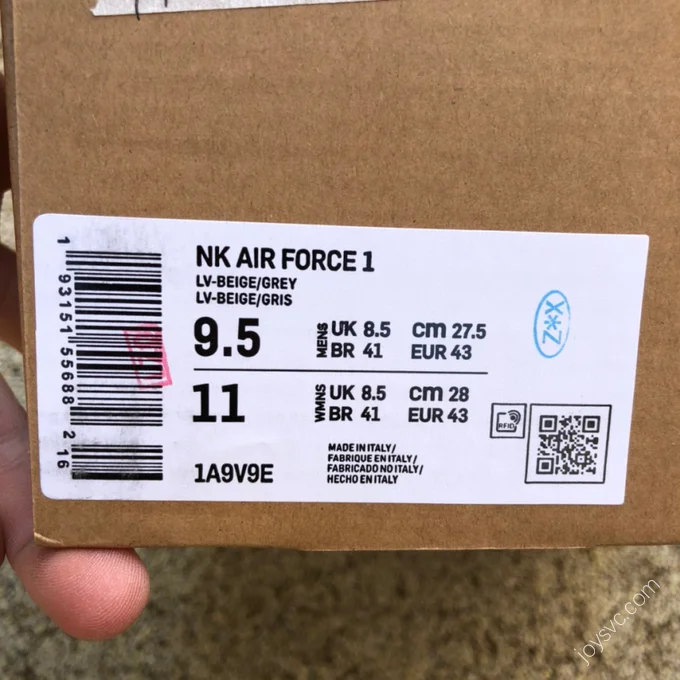 NK AIR FORCE 1
LV-BEIGE/GREY
LV-BEIGE/GRIS
9.5 MENS UK 8.5 CM 27.5
BR 41 EUR 43
11 WMNS UK 8.5 CM 28
BR 41 EUR 43
1A9V9E
MADE IN ITALY/
FABRIQUE EN ITALY/
FABRICADO NO ITALY/
HECHO EN ITALY
1 93151 55688 2 16
X*Z
RFID
joysvc.com